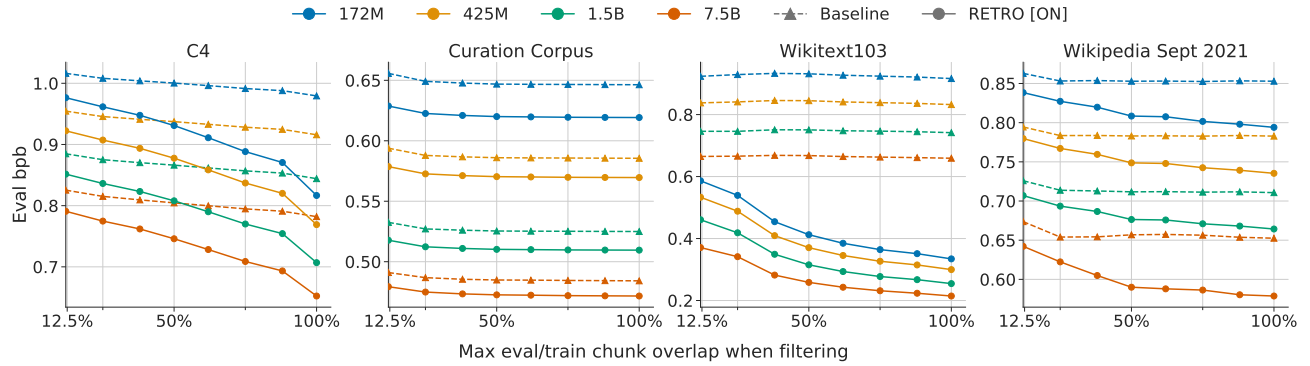 172M 425M 1.5B 7.5B Baseline RETRO [ON]
C4 Curation Corpus Wikitext103 Wikipedia Sept 2021
Eval bpb
1.0
0.9
0.8
0.7
12.5% 50% 100%
0.65
0.60
0.55
0.50
12.5% 50% 100%
0.8
0.6
0.4
0.2
12.5% 50% 100%
0.85
0.80
0.75
0.70
0.65
0.60
12.5% 50% 100%
Max eval/train chunk overlap when filtering